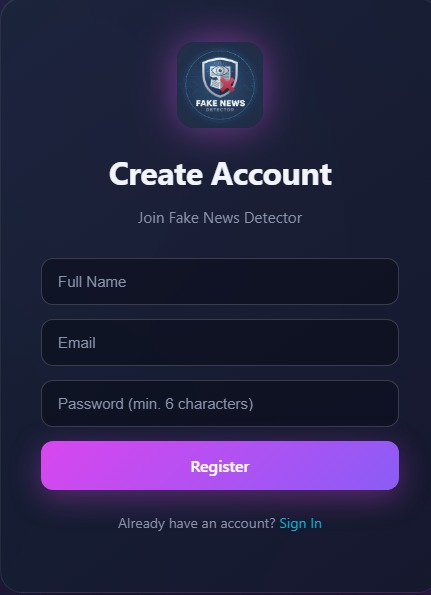 FAKE NEWS
DETECTOR
Create Account
Join Fake News Detector
Full Name
Email
Password (min. 6 characters)
Register
Already have an account? Sign In